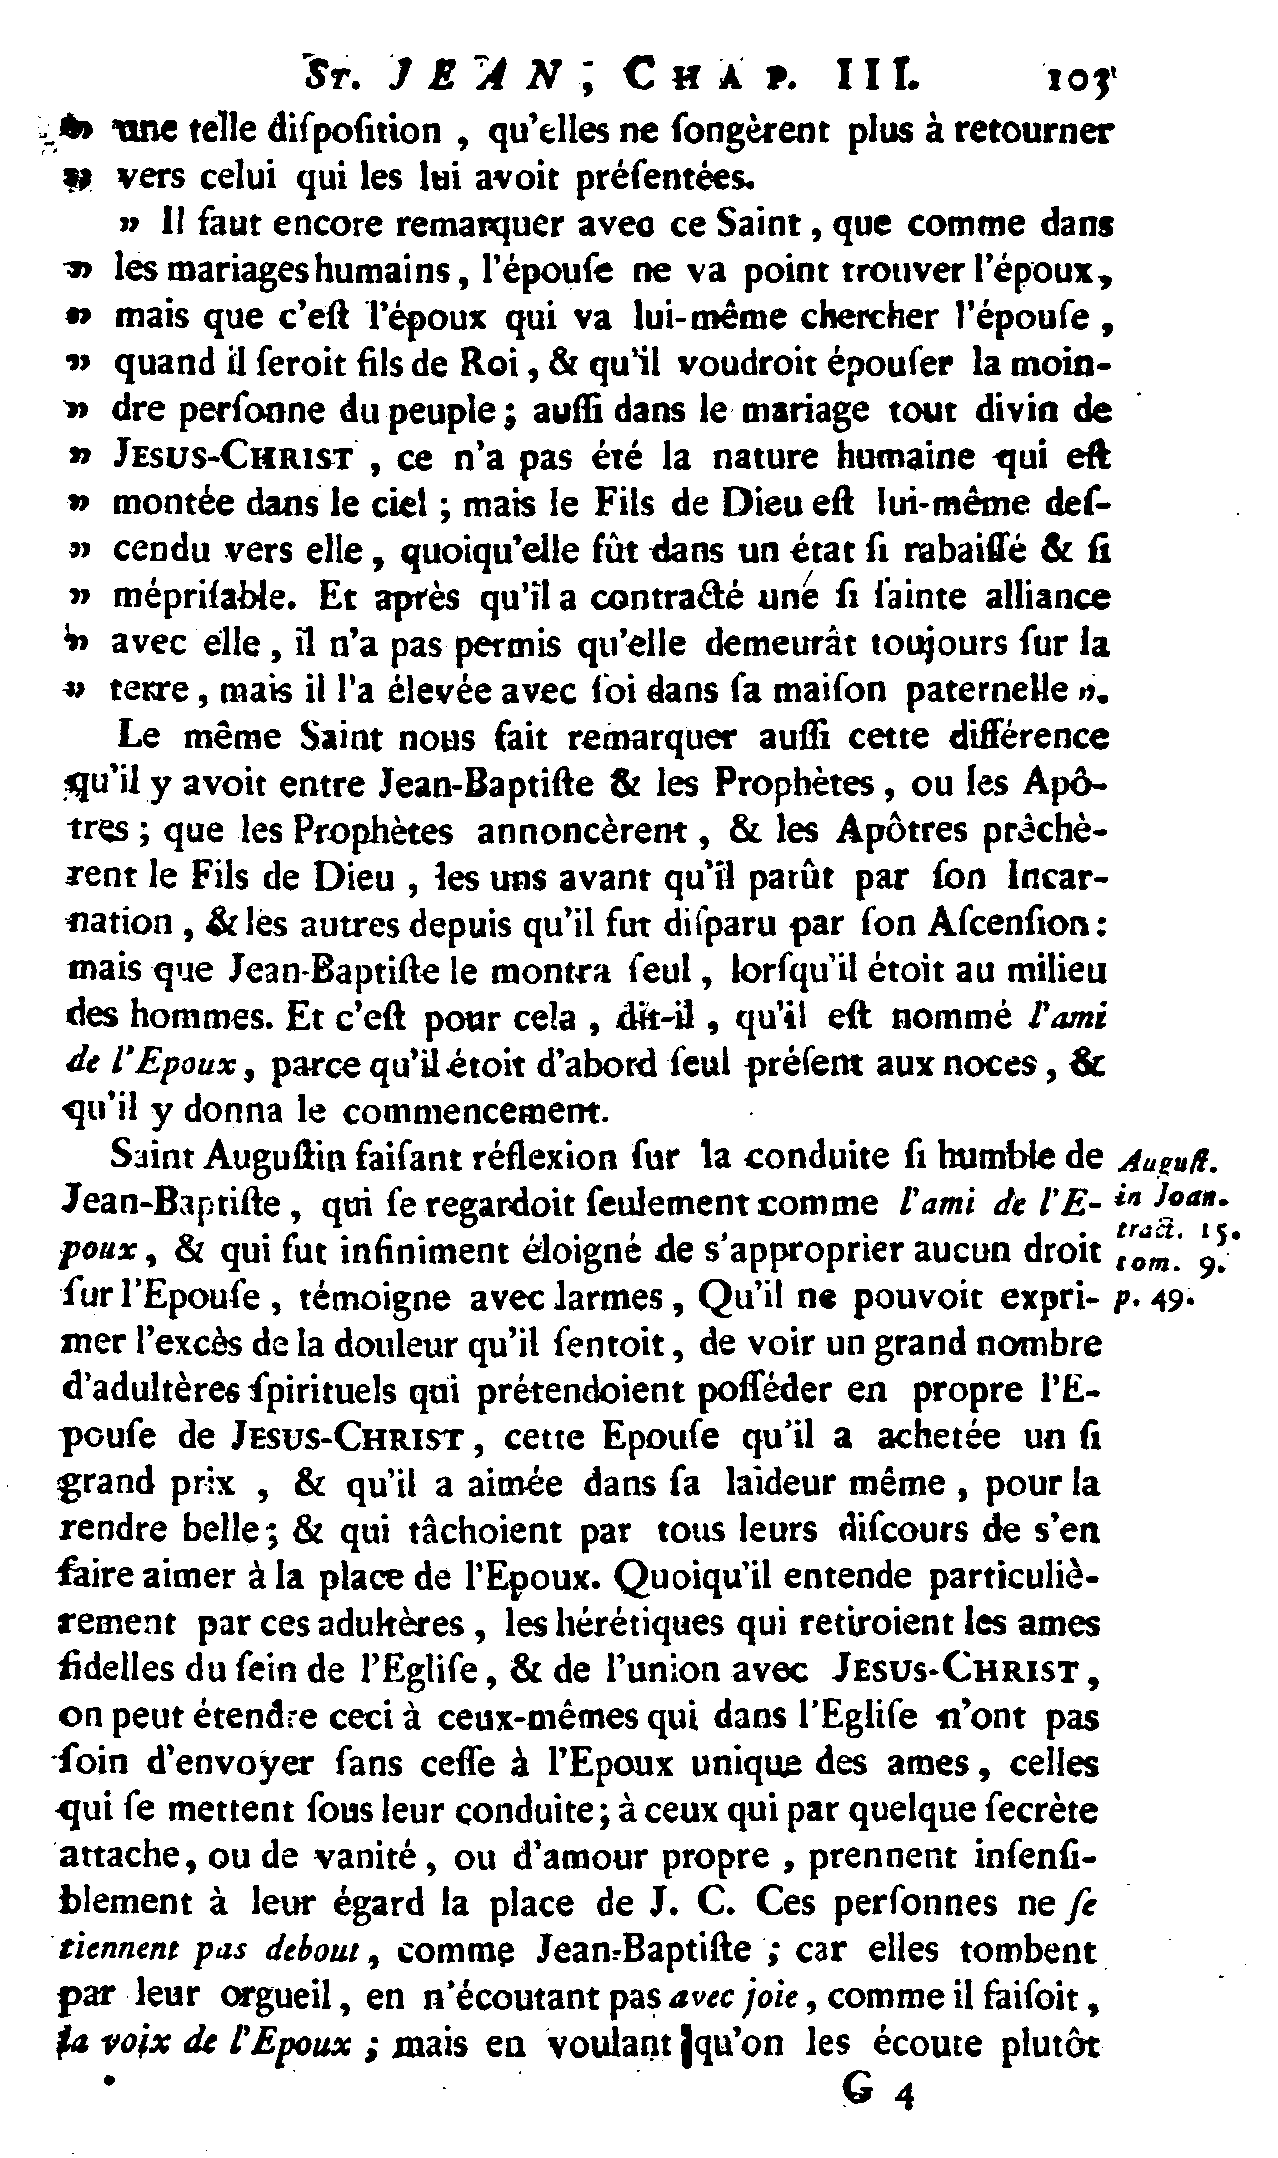 St. JEAN, CHAP. III. 103
» une telle diſpoſition , qu'elles ne ſongèrent plus à retourner
» vers celui qui les lui avoit préſentées.
» Il faut encore remarquer avec ce Saint , que comme dans
» les mariages humains , l'épouſe ne va point trouver l'époux,
» mais que c'eſt l'époux qui va lui-même chercher l'épouſe ,
» quand il ſeroit fils de Roi , & qu'il voudroit épouſer la moin-
» dre perſonne du peuple ; auſſi dans le mariage tout divin de
» JESUS-CHRIST , ce n'a pas été la nature humaine qui eſt
» montée dans le ciel ; mais le Fils de Dieu eſt lui-même deſ-
» cendu vers elle , quoiqu'elle fût dans un état ſi rabaiſſé & ſi
» mépriſable. Et après qu'il a contracté une ſi ſainte alliance
» avec elle , il n'a pas permis qu'elle demeurât toujours ſur la
» terre , mais il l'a élevée avec ſoi dans ſa maiſon paternelle ».
Le même Saint nous fait remarquer auſſi cette différence
qu'il y avoit entre Jean-Baptiſte & les Prophètes , ou les Apô-
tres ; que les Prophètes annoncèrent , & les Apôtres prêchè-
rent le Fils de Dieu , les uns avant qu'il parût par ſon Incar-
nation , & les autres depuis qu'il fut diſparu par ſon Aſcenſion :
mais que Jean-Baptiſte le montra ſeul , lorſqu'il étoit au milieu
des hommes. Et c'eſt pour cela , dit-il , qu'il eſt nommé l'ami
de l'Epoux, parce qu'il étoit d'abord ſeul préſent aux noces , &
qu'il y donna le commencement.
Saint Auguſtin faiſant réflexion ſur la conduite ſi humble de
Jean-Baptiſte , qui ſe regardoit ſeulement comme l'ami de l'E-
poux, & qui fut infiniment éloigné de s'approprier aucun droit
ſur l'Epouſe , témoigne avec larmes , Qu'il ne pouvoit expri-
mer l'excès de la douleur qu'il ſentoit , de voir un grand nombre
d'adultères ſpirituels qui prétendoient poſſéder en propre l'E-
pouſe de JESUS-CHRIST , cette Epouſe qu'il a achetée un ſi
grand prix , & qu'il a aimée dans ſa laideur même , pour la
rendre belle ; & qui tâchoient par tous leurs diſcours de s'en
faire aimer à la place de l'Epoux. Quoiqu'il entende particuliè-
rement par ces adultères , les hérétiques qui retiroient les ames
fidelles du ſein de l'Egliſe , & de l'union avec JESUS-CHRIST ,
on peut étendre ceci à ceux-mêmes qui dans l'Egliſe n'ont pas
ſoin d'envoyer ſans ceſſe à l'Epoux unique des ames , celles
qui ſe mettent ſous leur conduite ; à ceux qui par quelque ſecrète
attache , ou de vanité , ou d'amour propre , prennent inſenſi-
blement à leur égard la place de J. C. Ces perſonnes ne ſe
tiennent pas debout , comme Jean-Baptiſte ; car elles tombent
par leur orgueil , en n'écoutant pas avec joie , comme il faiſoit ,
la voix de l'Epoux ; mais en voulant qu'on les écoute plutôt
Auguſt.
in Joan.
tract. 15.
tom. 9.
p. 49.
G 4